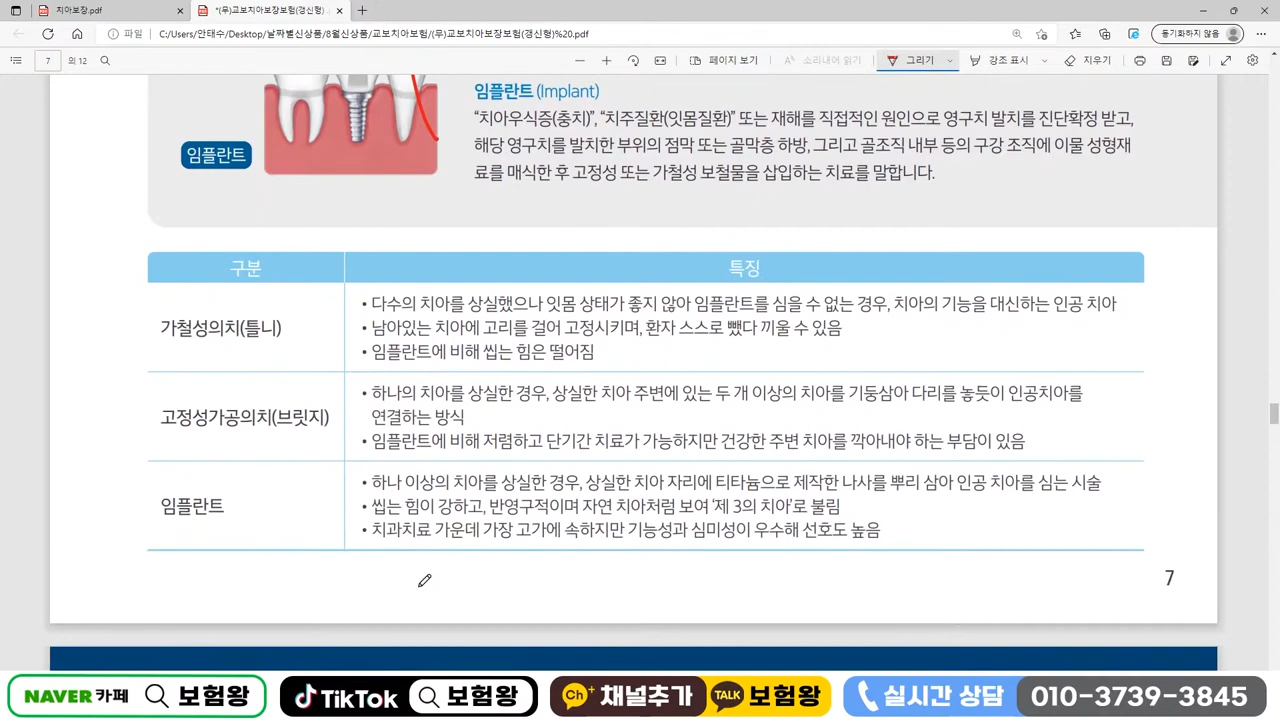 치아보장.pdf
*(무)교보치아보장보험(갱신형) .p
파일
C:/Users/안태수/Desktop/날짜별신상품/8월신상품/교보치아보험/(무)교보치아보장보험(갱신형)%20.pdf
동기화하지 않음
7 의 12
페이지 보기
소리내어 읽기
그리기
강조 표시
지우기
임플란트
임플란트(Implant)
“치아우식증(충치)”, “치주질환(잇몸질환)” 또는 재해를 직접적인 원인으로 영구치 발치를 진단확정 받고,
해당 영구치를 발치한 부위의 점막 또는 골막층 하방, 그리고 골조직 내부 등의 구강 조직에 이물 성형재
료를 매식한 후 고정성 또는 가철성 보철물을 삽입하는 치료를 말합니다.
구분 특징
가철성의치(틀니)
• 다수의 치아를 상실했으나 잇몸 상태가 좋지 않아 임플란트를 심을 수 없는 경우, 치아의 기능을 대신하는 인공 치아
• 남아있는 치아에 고리를 걸어 고정시키며, 환자 스스로 뺐다 끼울 수 있음
• 임플란트에 비해 씹는 힘은 떨어짐
고정성가공의치(브릿지)
• 하나의 치아를 상실한 경우, 상실한 치아 주변에 있는 두 개 이상의 치아를 기둥삼아 다리를 놓듯이 인공치아를
연결하는 방식
• 임플란트에 비해 저렴하고 단기간 치료가 가능하지만 건강한 주변 치아를 깍아내야 하는 부담이 있음
임플란트
• 하나 이상의 치아를 상실한 경우, 상실한 치아 자리에 티타늄으로 제작한 나사를 뿌리 삼아 인공 치아를 심는 시술
• 씹는 힘이 강하고, 반영구적이며 자연 치아처럼 보여 ‘제 3의 치아’로 불림
• 치과치료 가운데 가장 고가에 속하지만 기능성과 심미성이 우수해 선호도 높음
7
NAVER 카페 보험왕
TikTok 보험왕
Ch+ 채널추가 TALK 보험왕
실시간 상담 010-3739-3845